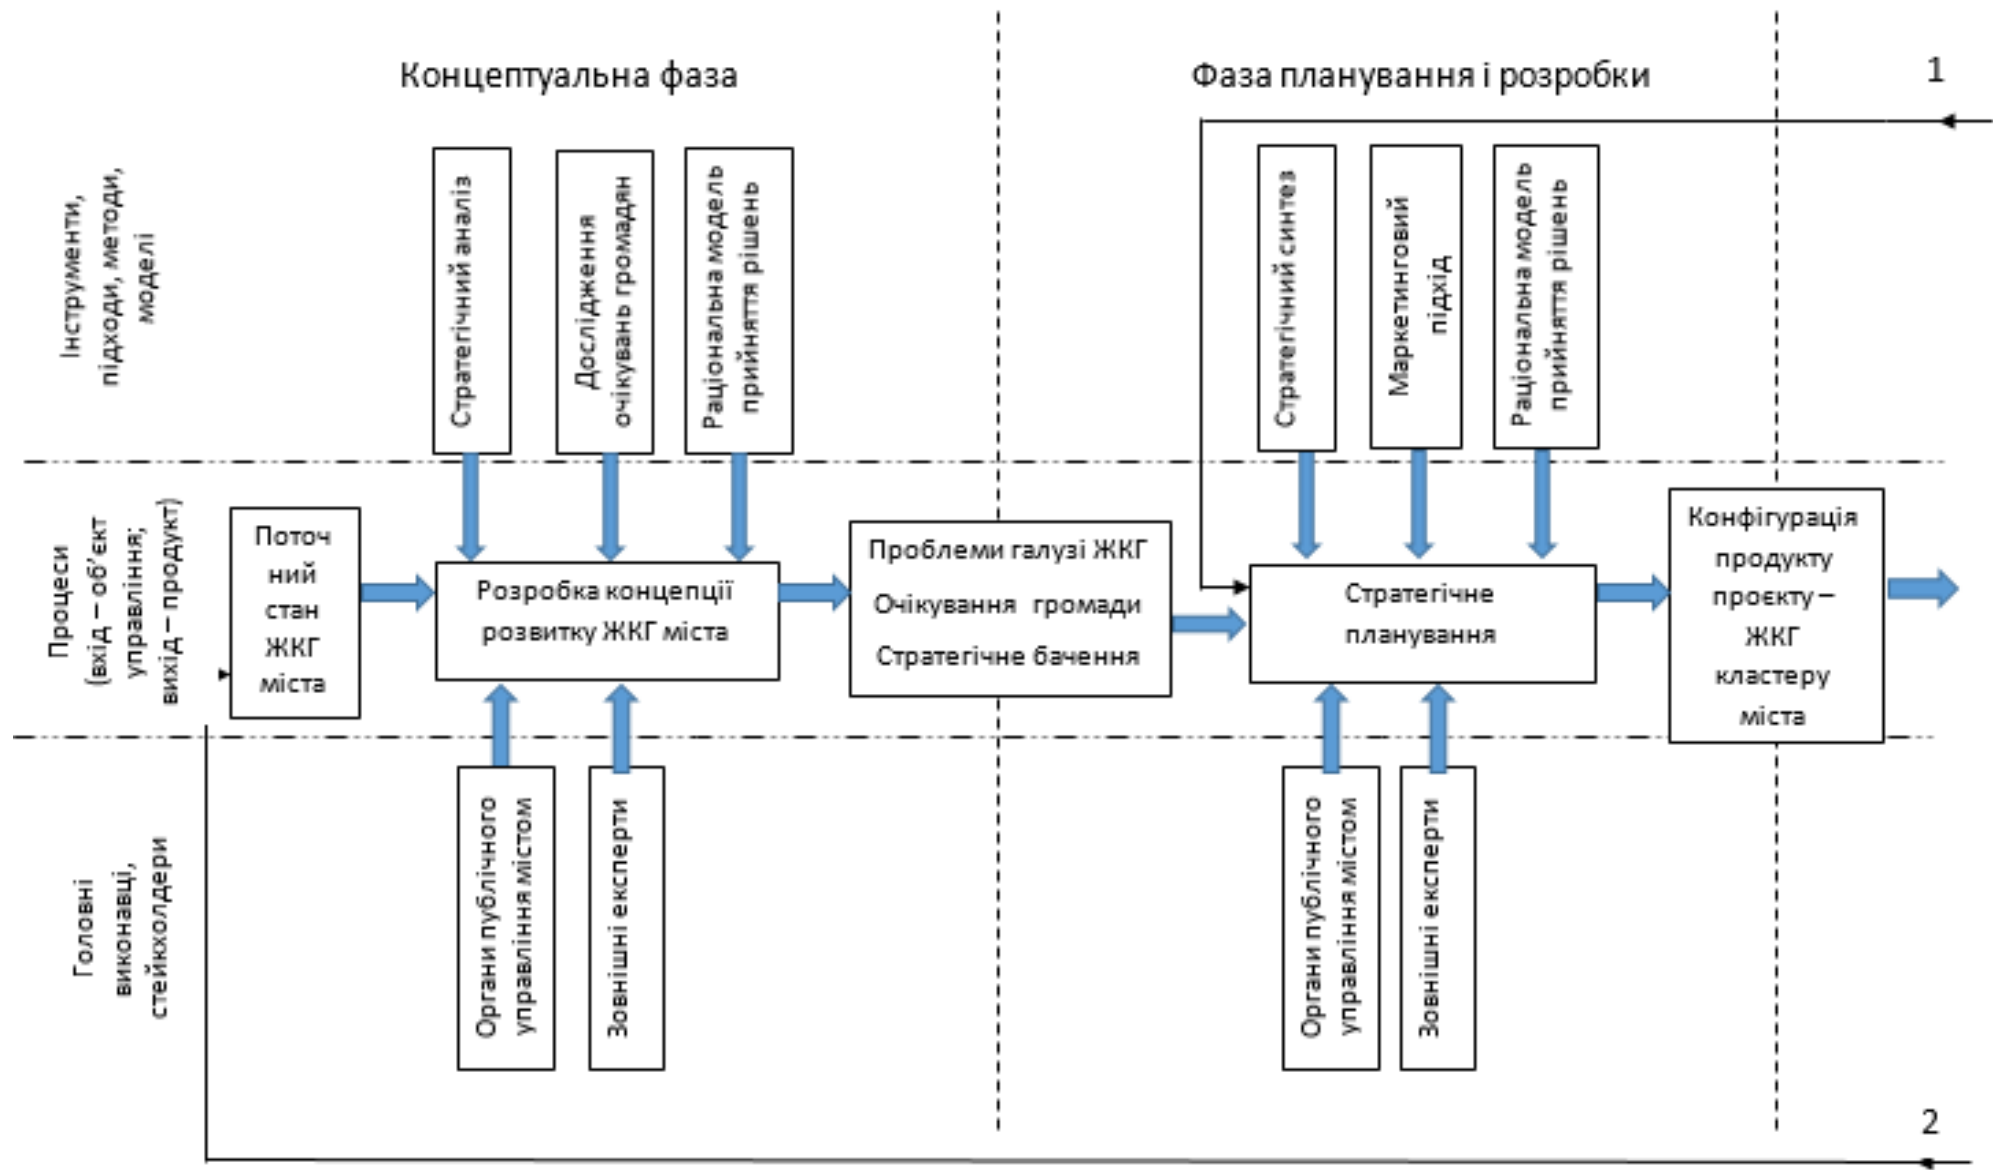 Концептуальна фаза
Фаза планування і розробки
1
Інструменти,
підходи, методи,
моделі
Стратегічний аналіз
Дослідження
очікувань громадян
Раціональна модель
прийняття рішень
Стратегічний синтез
Маркетинговий
підхід
Раціональна модель
прийняття рішень
Процеси
(вхід – об’єкт
управління;
вихід – продукт)
Поточ
ний
стан
ЖКГ
міста
Розробка концепції
розвитку ЖКГ міста
Проблеми галузі ЖКГ
Очікування громади
Стратегічне бачення
Стратегічне
планування
Конфігурація
продукту
проєкту –
ЖКГ
кластеру
міста
Головні
виконавці,
стейкхолдери
Органи публічного
управління містом
Зовнішні експерти
Органи публічного
управління містом
Зовнішні експерти
2